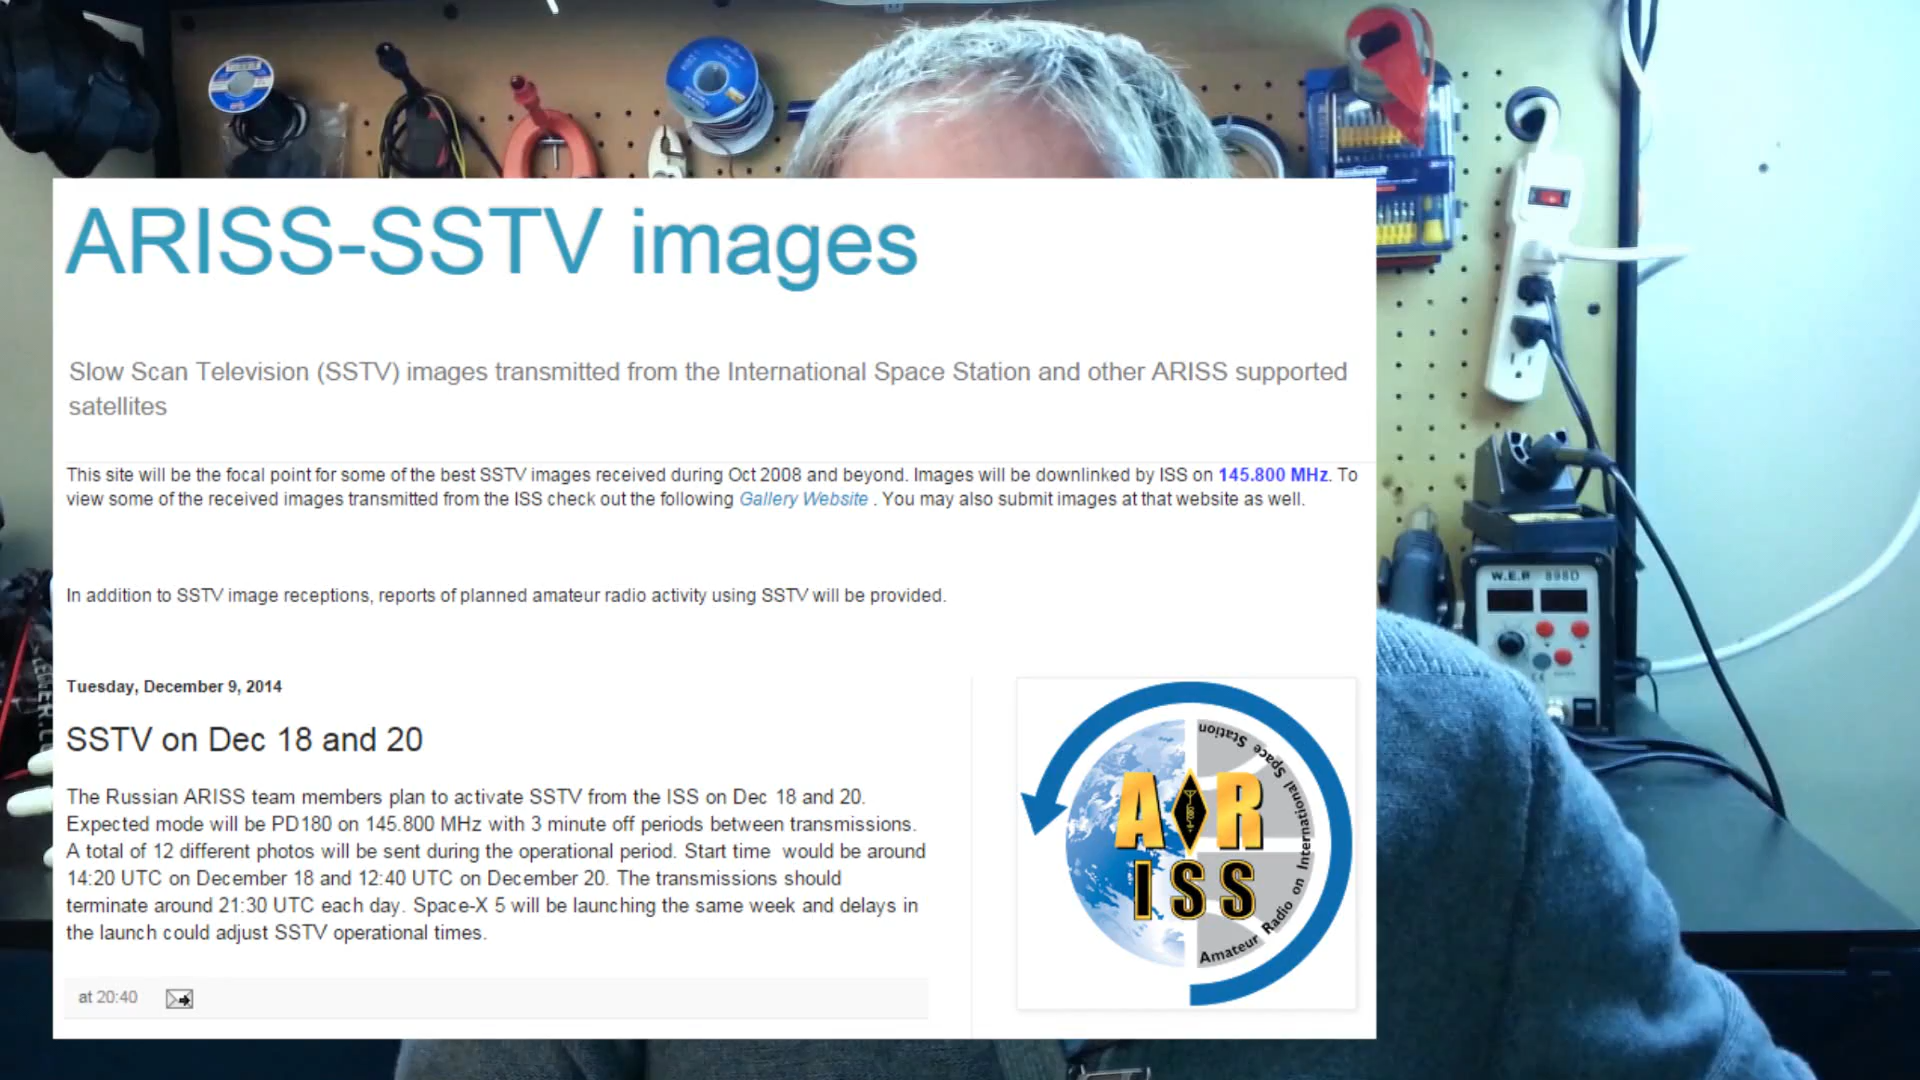 ARISS-SSTV images
Slow Scan Television (SSTV) images transmitted from the International Space Station and other ARISS supported
satellites
This site will be the focal point for some of the best SSTV images received during Oct 2008 and beyond. Images will be downlinked by ISS on 145.800 MHz. To
view some of the received images transmitted from the ISS check out the following Gallery Website . You may also submit images at that website as well.
In addition to SSTV image receptions, reports of planned amateur radio activity using SSTV will be provided.
Tuesday, December 9, 2014
SSTV on Dec 18 and 20
The Russian ARISS team members plan to activate SSTV from the ISS on Dec 18 and 20.
Expected mode will be PD180 on 145.800 MHz with 3 minute off periods between transmissions.
A total of 12 different photos will be sent during the operational period. Start time would be around
14:20 UTC on December 18 and 12:40 UTC on December 20. The transmissions should
terminate around 21:30 UTC each day. Space-X 5 will be launching the same week and delays in
the launch could adjust SSTV operational times.
at 20:40
AR
ISS
Amateur Radio on International Space Station
W.E.P 898D